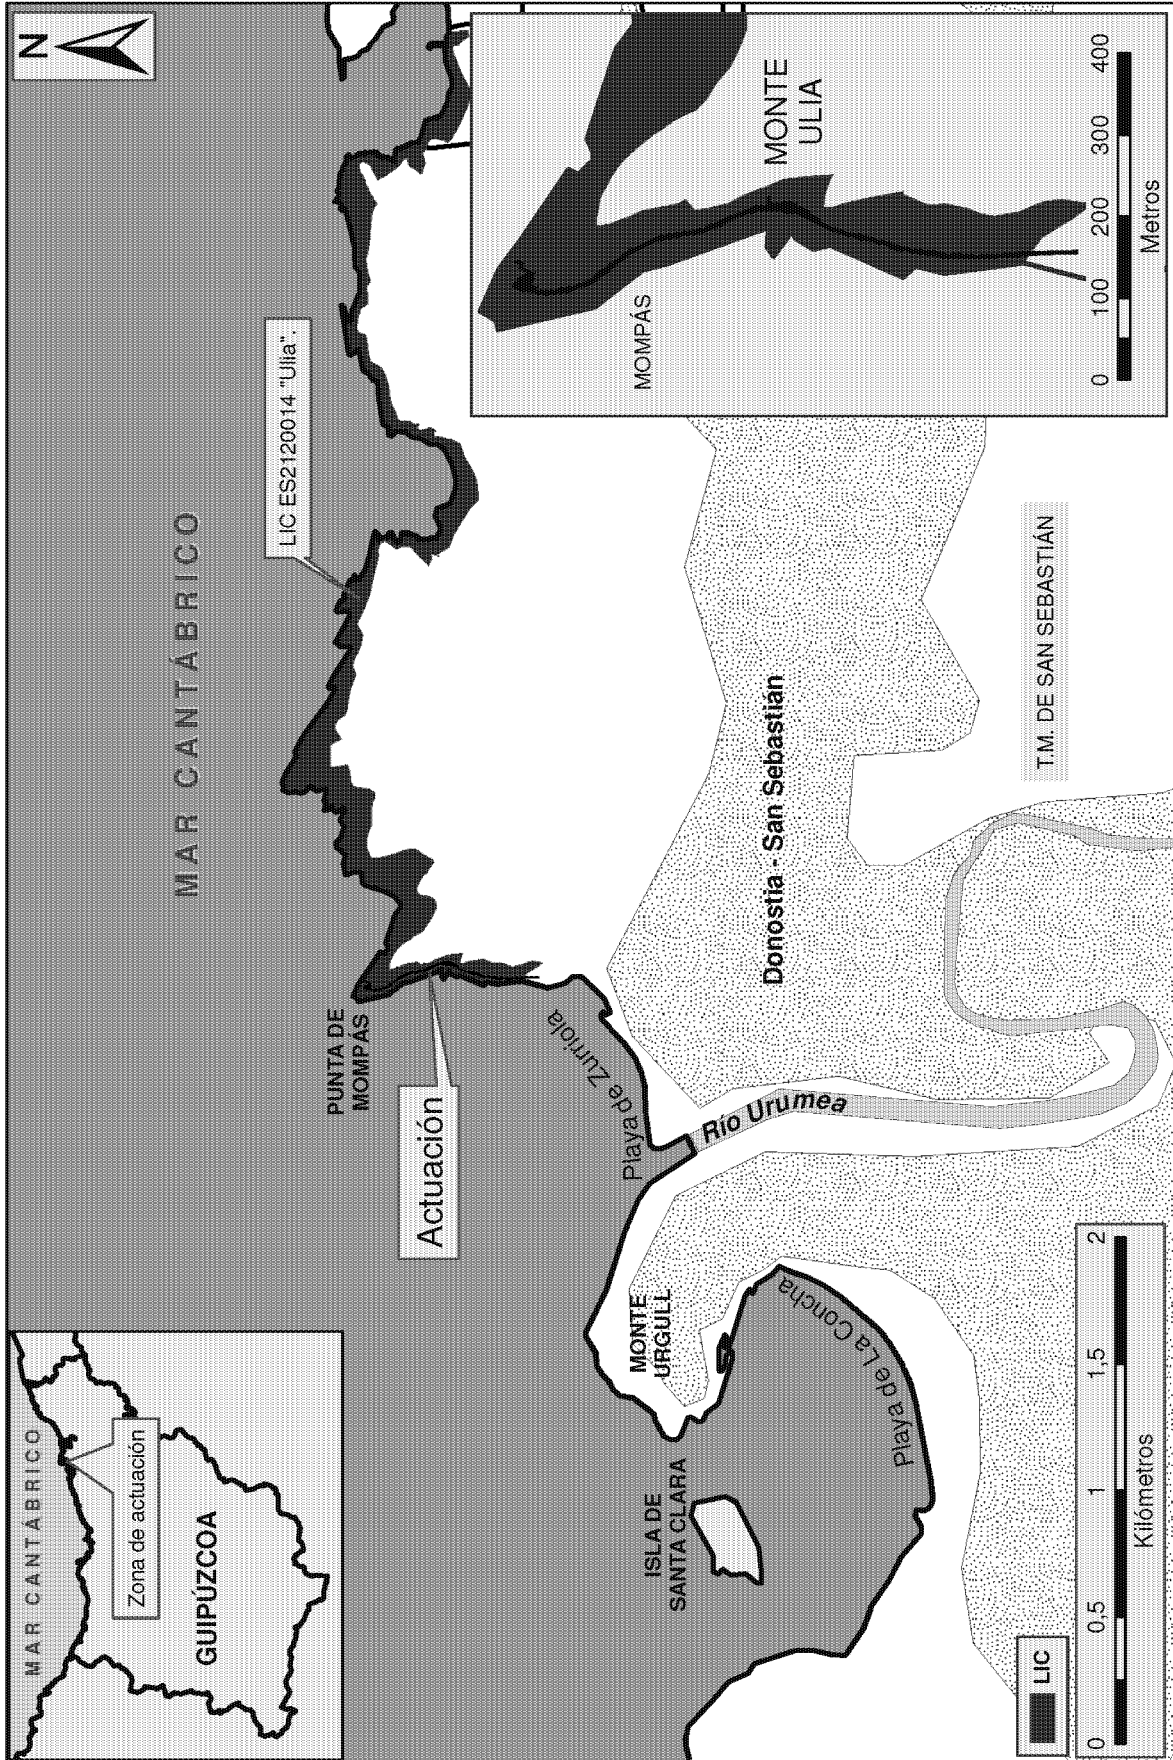 MAR CANTÁBRICO
Zona de actuación
GUIPÚZCOA
MAR CANTÁBRICO
N
LIC ES2120014 "Ulia".
PUNTA DE
MOMPÁS
Actuación
Playa de Zurriola
Río Urumea
MONTE
URGULL
ISLA DE
SANTA CLARA
Playa de La Concha
Donostia - San Sebastián
T.M. DE SAN SEBASTIÁN
MOMPÁS
MONTE
ULIA
0 100 200 300 400
Metros
LIC
0 0,5 1 1,5 2
Kilómetros